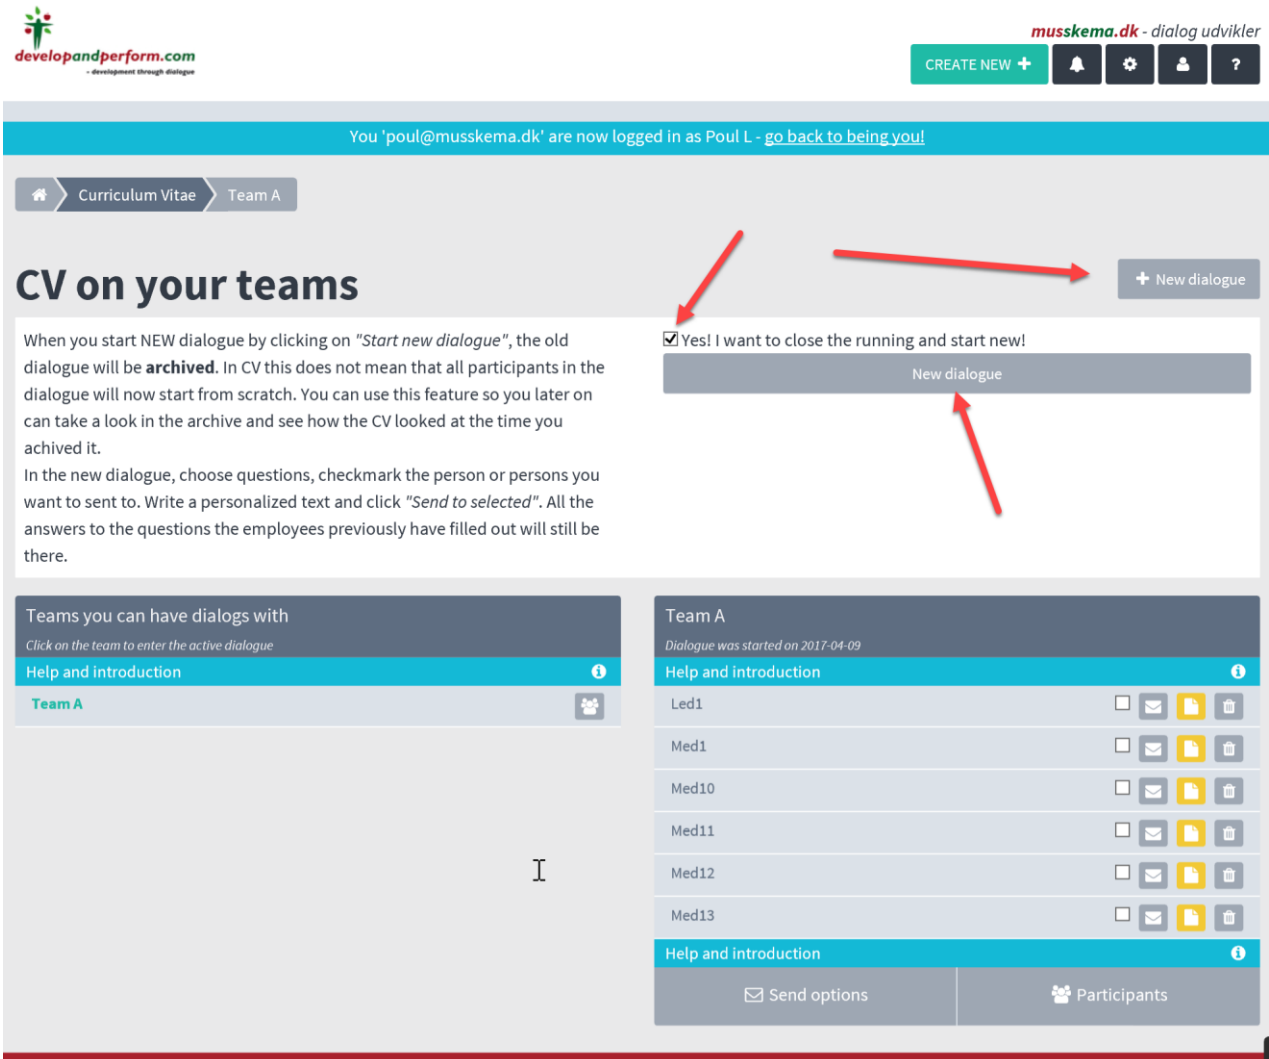 developandperform.com
- development through dialogue
musskema.dk - dialog udvikler
CREATE NEW
?
You 'poul@musskema.dk' are now logged in as Poul L - go back to being you!
Curriculum Vitae
Team A
CV on your teams
New dialogue
When you start NEW dialogue by clicking on "Start new dialogue", the old
dialogue will be archived. In CV this does not mean that all participants in the
dialogue will now start from scratch. You can use this feature so you later on
can take a look in the archive and see how the CV looked at the time you
achived it.
In the new dialogue, choose questions, checkmark the person or persons you
want to sent to. Write a personalized text and click "Send to selected". All the
answers to the questions the employees previously have filled out will still be
there.
Yes! I want to close the running and start new!
New dialogue
Teams you can have dialogs with
Click on the team to enter the active dialogue
Help and introduction
Team A
Team A
Dialogue was started on 2017-04-09
Help and introduction
Led1
Med1
Med10
Med11
Med12
Med13
Help and introduction
Send options
Participants